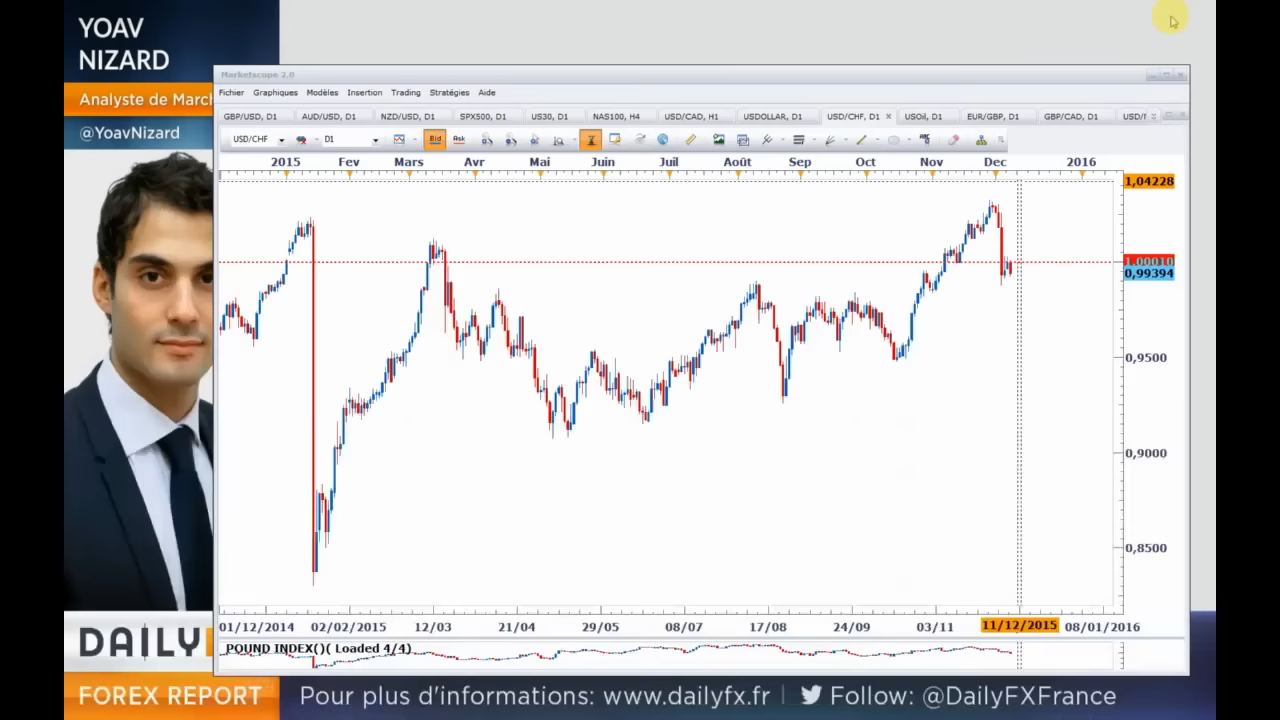 YOAV
NIZARD
Analyste de March
@YoavNizard
Marketscope 2.0
Fichier Graphiques Modèles Insertion Trading Stratégies Aide
GBP/USD, D1 AUD/USD, D1 NZD/USD, D1 SPX500, D1 US30, D1 NAS100, H4 USD/CAD, H1 USDOLLAR, D1 USD/CHF, D1 USOil, D1 EUR/GBP, D1 GBP/CAD, D1
USD/CHF D1 Bid Ask
2015 Fev Mars Avr Mai Juin Juil Août Sep Oct Nov Dec 2016
1,04228
1,00010
0,99394
0,9500
0,9000
0,8500
01/12/2014 02/02/2015 12/03 21/04 29/05 08/07 17/08 24/09 03/11 11/12/2015 08/01/2016
POUND INDEX()( Loaded 4/4)
DAILY
FOREX REPORT
Pour plus d'informations: www.dailyfx.fr | Follow: @DailyFXFrance